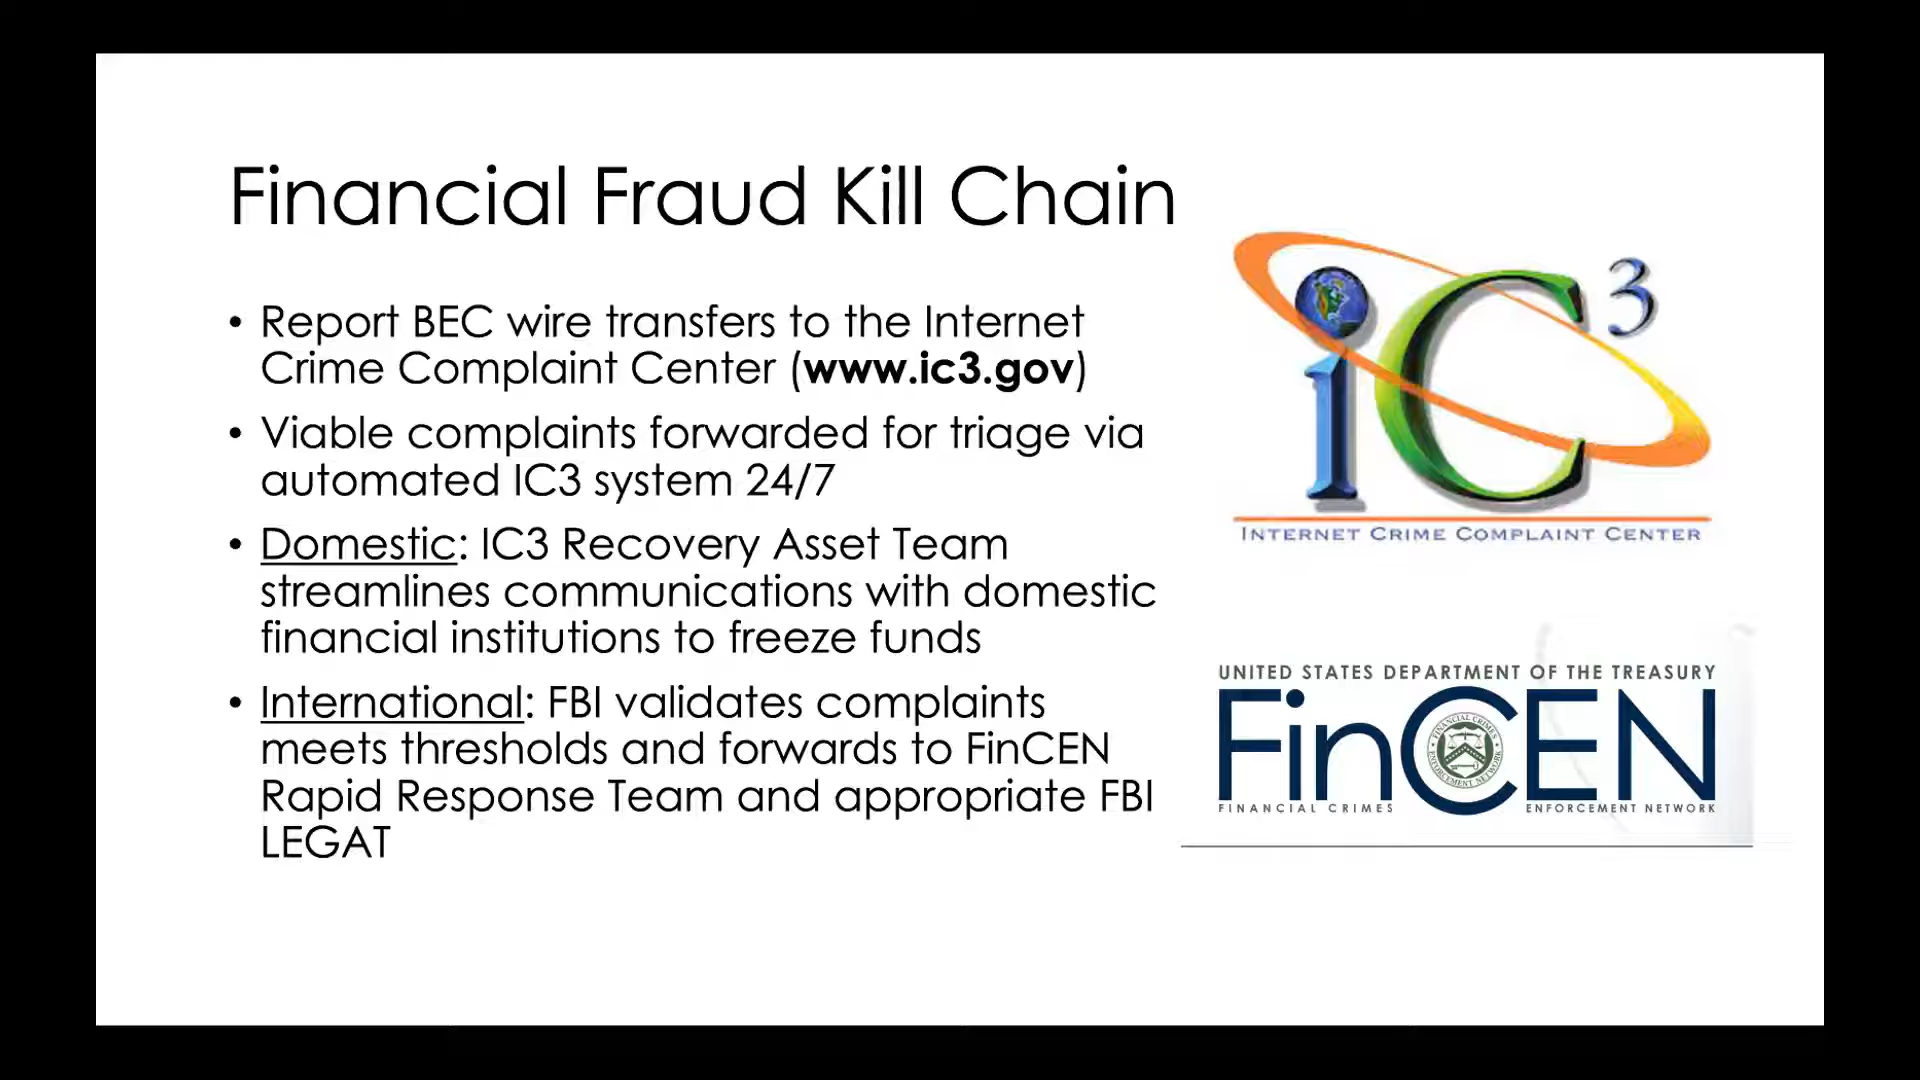 Financial Fraud Kill Chain
• Report BEC wire transfers to the Internet
Crime Complaint Center (www.ic3.gov)
• Viable complaints forwarded for triage via
automated IC3 system 24/7
• Domestic: IC3 Recovery Asset Team
streamlines communications with domestic
financial institutions to freeze funds
• International: FBI validates complaints
meets thresholds and forwards to FinCEN
Rapid Response Team and appropriate FBI
LEGAT
iC3
INTERNET CRIME COMPLAINT CENTER
UNITED STATES DEPARTMENT OF THE TREASURY
FinCEN
FINANCIAL CRIMES ENFORCEMENT NETWORK